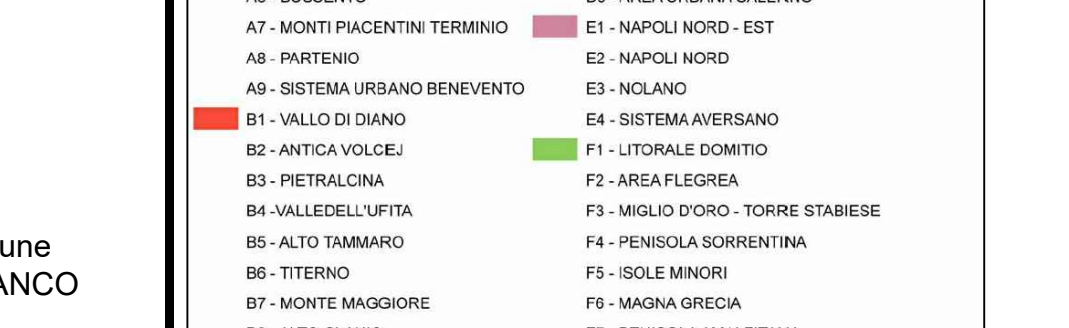 A7 - MONTI PIACENTINI TERMINIO
A8 - PARTENIO
A9 - SISTEMA URBANO BENEVENTO
B1 - VALLO DI DIANO
B2 - ANTICA VOLCEJ
B3 - PIETRALCINA
B4 -VALLEDELL'UFITA
B5 - ALTO TAMMARO
B6 - TITERNO
B7 - MONTE MAGGIORE
E1 - NAPOLI NORD - EST
E2 - NAPOLI NORD
E3 - NOLANO
E4 - SISTEMA AVERSANO
F1 - LITORALE DOMITIO
F2 - AREA FLEGREA
F3 - MIGLIO D'ORO - TORRE STABIESE
F4 - PENISOLA SORRENTINA
F5 - ISOLE MINORI
F6 - MAGNA GRECIA
une
ANCO